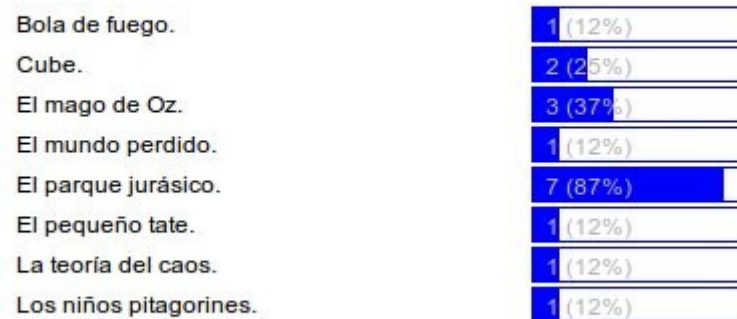 Bola de fuego. 1 (12%)
Cube. 2 (25%)
El mago de Oz. 3 (37%)
El mundo perdido. 1 (12%)
El parque jurásico. 7 (87%)
El pequeño tate. 1 (12%)
La teoría del caos. 1 (12%)
Los niños pitagorines. 1 (12%)